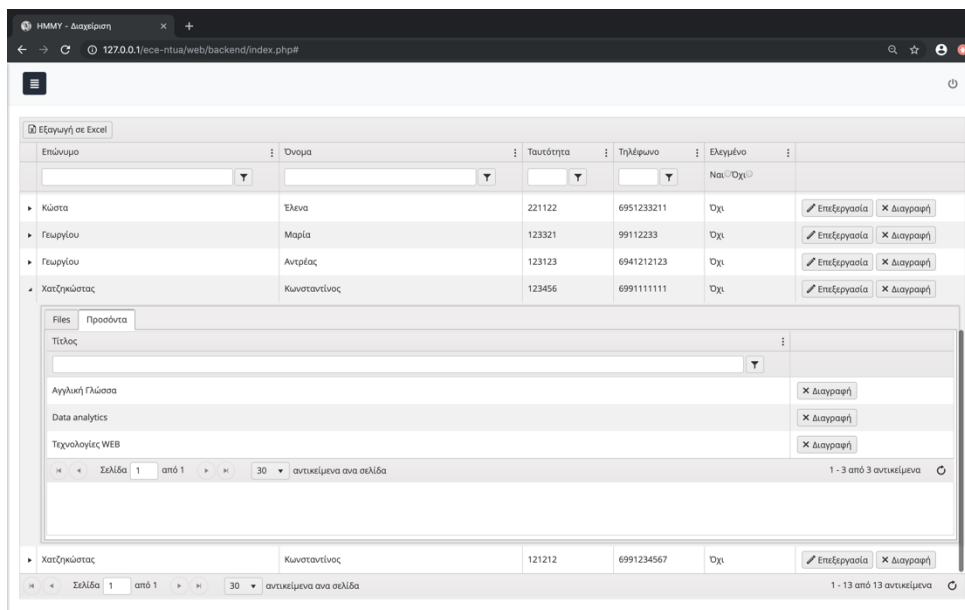 HMMY - Διαχείριση
127.0.0.1/ece-ntua/web/backend/index.php#
Εξαγωγή σε Excel
Επώνυμο Όνομα Ταυτότητα Τηλέφωνο Ελεγμένο
Ναι Όχι
Κώστα Έλενα 221122 6951233211 Όχι Επεξεργασία Διαγραφή
Γεωργίου Μαρία 123321 99112233 Όχι Επεξεργασία Διαγραφή
Γεωργίου Αντρέας 123123 6941212123 Όχι Επεξεργασία Διαγραφή
Χατζηκώστας Κωνσταντίνος 123456 6991111111 Όχι Επεξεργασία Διαγραφή
Files Προσόντα
Τίτλος
Αγγλική Γλώσσα Διαγραφή
Data analytics Διαγραφή
Τεχνολογίες WEB Διαγραφή
Σελίδα 1 από 1 30 αντικείμενα ανα σελίδα 1 - 3 από 3 αντικείμενα
Χατζηκώστας Κωνσταντίνος 121212 6991234567 Όχι Επεξεργασία Διαγραφή
Σελίδα 1 από 1 30 αντικείμενα ανα σελίδα 1 - 13 από 13 αντικείμενα